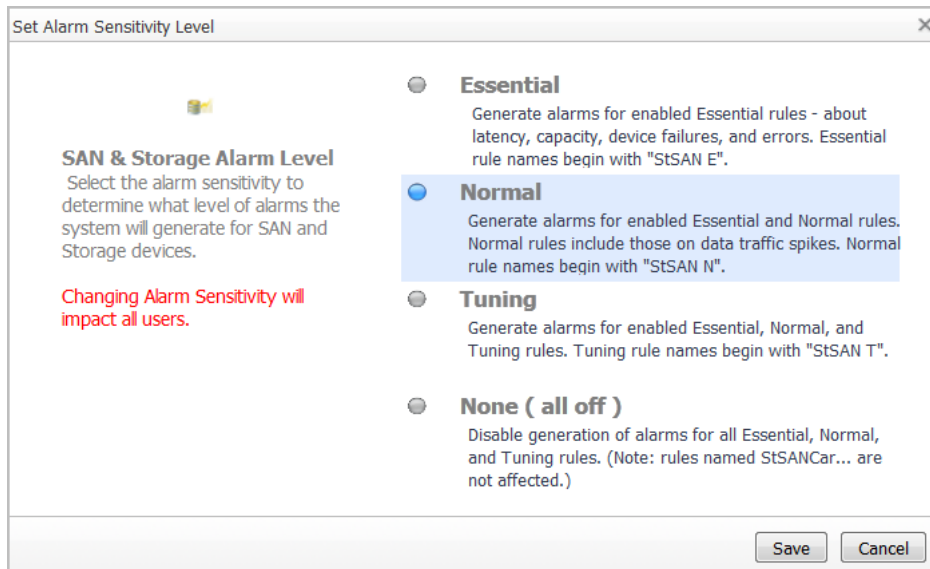 Set Alarm Sensitivity Level
SAN & Storage Alarm Level
Select the alarm sensitivity to
determine what level of alarms the
system will generate for SAN and
Storage devices.
Changing Alarm Sensitivity will
impact all users.
Essential
Generate alarms for enabled Essential rules - about
latency, capacity, device failures, and errors. Essential
rule names begin with "StSAN E".
Normal
Generate alarms for enabled Essential and Normal rules.
Normal rules include those on data traffic spikes. Normal
rule names begin with "StSAN N".
Tuning
Generate alarms for enabled Essential, Normal, and
Tuning rules. Tuning rule names begin with "StSAN T".
None ( all off )
Disable generation of alarms for all Essential, Normal,
and Tuning rules. (Note: rules named StSANCar... are
not affected.)
Save
Cancel